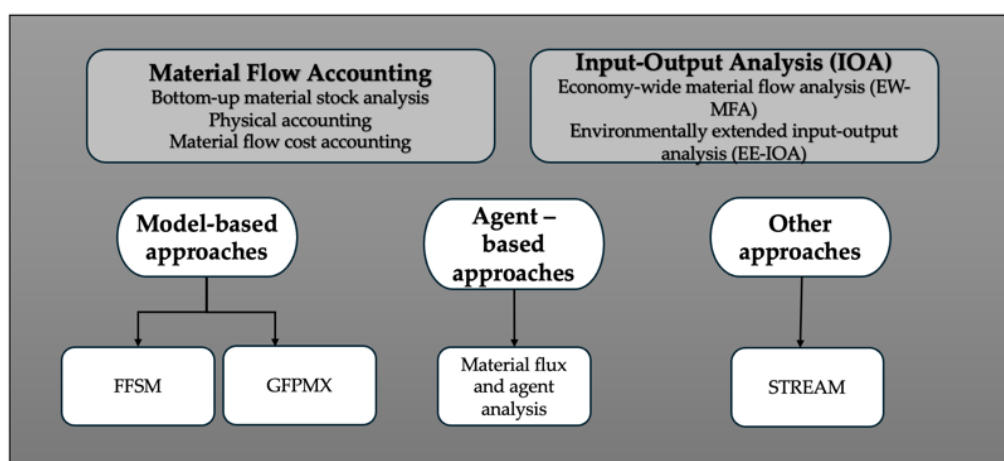 Material Flow Accounting
Bottom-up material stock analysis
Physical accounting
Material flow cost accounting
Input-Output Analysis (IOA)
Economy-wide material flow analysis (EW-
MFA)
Environmentally extended input-output
analysis (EE-IOA)
Model-based
approaches
Agent –
based
approaches
Other
approaches
FFSM
GFPMX
Material flux
and agent
analysis
STREAM